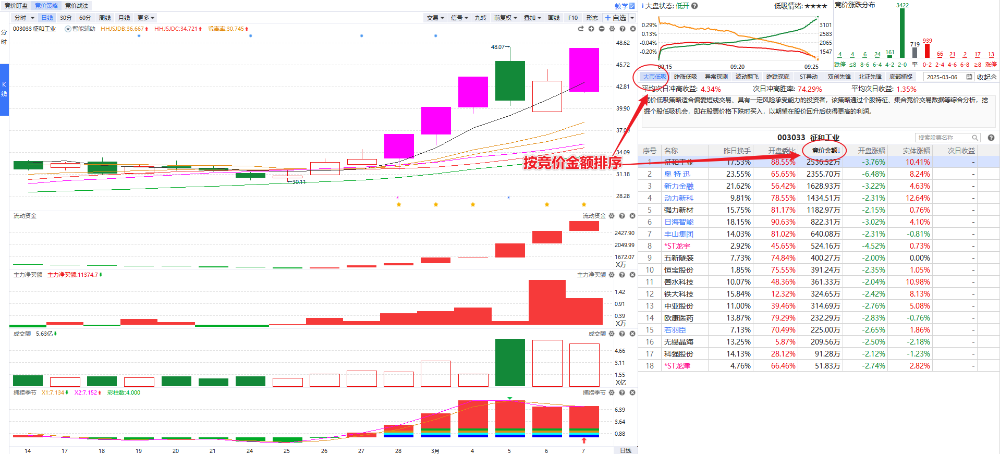 竞价盯盘 竞价策略 竞价战法 教学
分时 日线 30分 60分 周线 月线 更多 交易 信号 九转 前复权 叠加 画线 F10 形态 自选
003033 征和工业 智能辅助 HHJSJDB:36.667 HHJSJDC:34.721 乖离率:30.745
分时
K线
48.62
48.07
45.72
42.81
39.90
37.00
34.09
31.18
30.11
28.28
按竞价金额排序
流动资金 流动资金
2427.90
2049.99
1672.07
X万
主力净买额 主力净买额:11374.7 主力净买额
1.42
0.91
0.39
X万
成交额 5.63亿 成交额
4.66
3.11
1.55
X亿
捕捞季节 X1:7.134 X2:7.152 彩柱数:4.000 捕捞季节
6.39
3.64
0.88
14 17 18 19 20 21 24 25 26 27 28 3月 4 5 6 7 日线
大盘状态: 低开 低吸情绪: ★★★★
0.29% 3101
0.13% 2583
-0.04% 2065
-0.20% 1547
09:15 09:20 09:25
竞价涨跌分布
4 4 6 24 161 3422 719 939 66 21 2 17 13
跌停 ≤8 8-6 6-4 4-2 2-0 平 0-2 2-4 4-6 6-8 ≥8 涨停
大市低吸 昨涨低吸 异常探测 波动翻飞 昨跌探底 ST异动 双创先锋 北证先锋 底部捕捉 2025-03-06 收起
平均次日冲高收益: 4.34% 次日冲高胜率: 74.29% 平均次日收益: 1.35%
竞价低吸策略适合偏爱短线交易、具有一定风险承受能力的投资者，该策略通过个股特征、集合竞价交易数据等综合分析，挖
掘个股低吸机会，即在股票价格下跌时买入，以期望在股价回升后获得更高的利润。
003033 征和工业 搜索股票名称
序号 名称 昨日换手 开盘委比 竞价金额↓ 开盘涨幅 实体涨幅 次日收益
1 征和工业 17.53% 88.55% 2536.52万 -3.76% 10.41% -
2 奥特迅 23.55% 65.65% 2355.70万 -6.48% 8.24% -
3 新力金融 21.62% 56.42% 1628.93万 -3.22% 4.63% -
4 动力新科 9.81% 78.55% 1434.51万 -2.31% 12.64% -
5 强力新材 15.75% 81.17% 1182.97万 -2.15% 0.76% -
6 日海智能 18.15% 90.63% 822.31万 -3.02% 4.10% -
7 丰山集团 14.03% 81.02% 640.08万 -2.31% -0.81% -
8 *ST龙宇 2.92% 45.65% 524.16万 -4.52% 0.73% -
9 五新隧装 7.73% 74.84% 400.27万 -2.00% 0.00% -
10 恒宝股份 1.85% 75.55% 391.24万 -2.35% 1.05% -
11 善水科技 10.07% 48.36% 361.33万 -2.04% 10.98% -
12 铁大科技 15.84% 12.32% 324.65万 -2.42% 8.13% -
13 中亚股份 11.00% 39.46% 314.69万 -2.76% 5.08% -
14 欧康医药 13.87% 79.29% 232.29万 -2.83% -0.76% -
15 若羽臣 7.13% 70.49% 225.00万 -2.65% 1.86% -
16 无锡晶海 13.25% 5.87% 209.56万 -2.50% -2.18% -
17 科强股份 14.13% 28.12% 91.28万 -2.12% -1.23% -
18 *ST龙津 4.76% 66.46% 51.83万 -2.74% 2.82% -